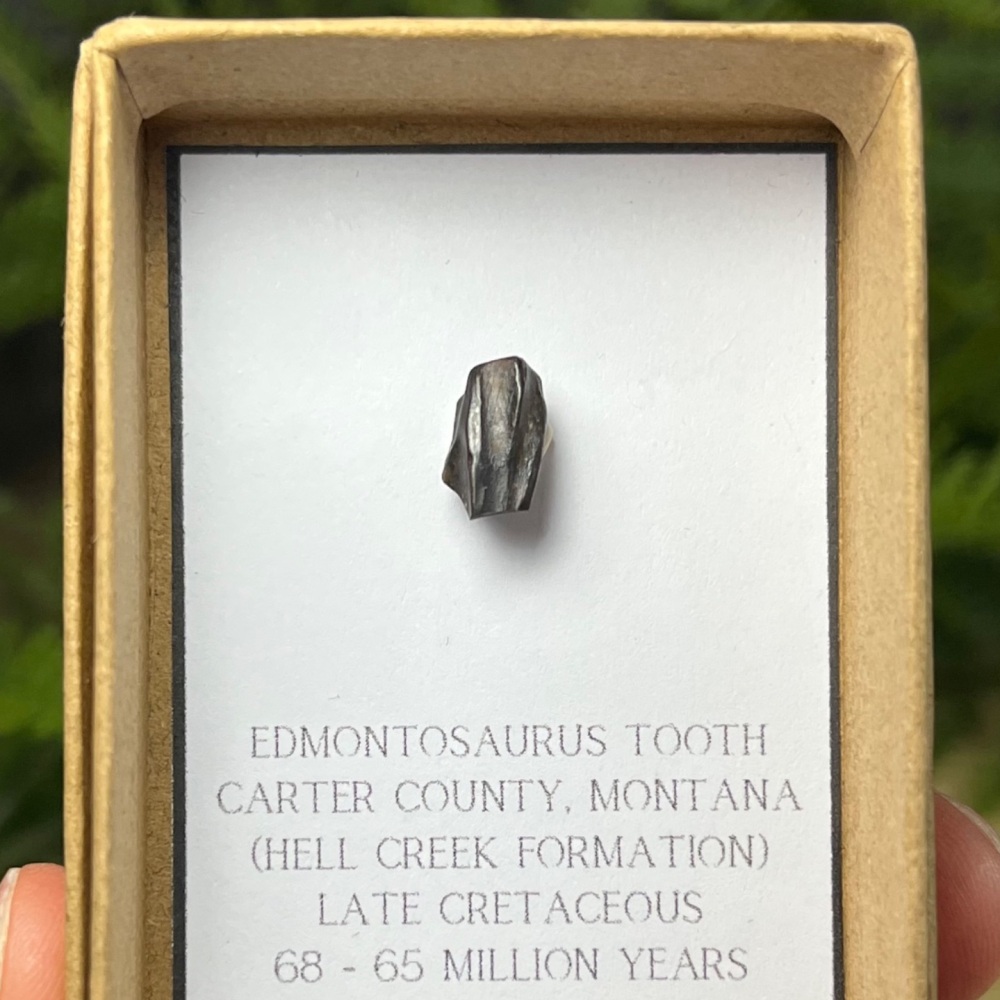 EDMONTOSAURUS TOOTH
CARTER COUNTY, MONTANA
(HELL CREEK FORMATION)
LATE CRETACEOUS
68 - 65 MILLION YEARS